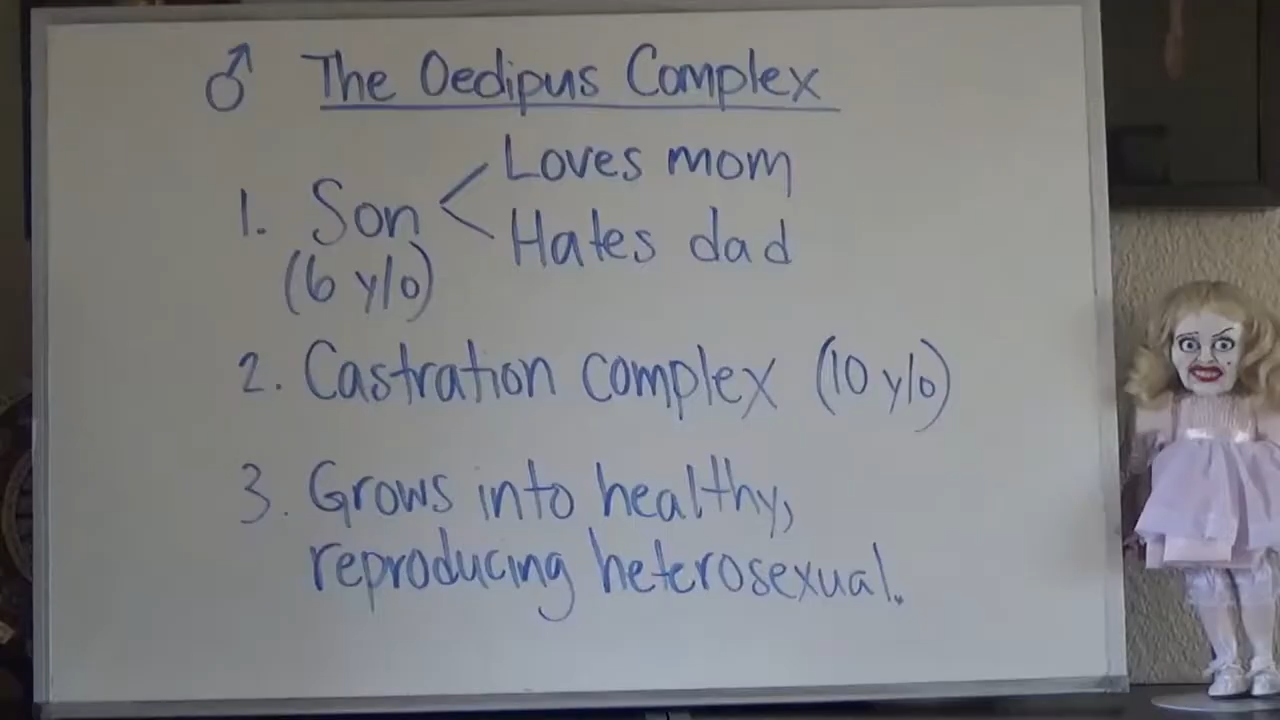 ♂ The Oedipus Complex
Loves mom
1. Son < Hates dad
(6 y/o)
2. Castration complex (10 y/o)
3. Grows into healthy,
reproducing heterosexual.